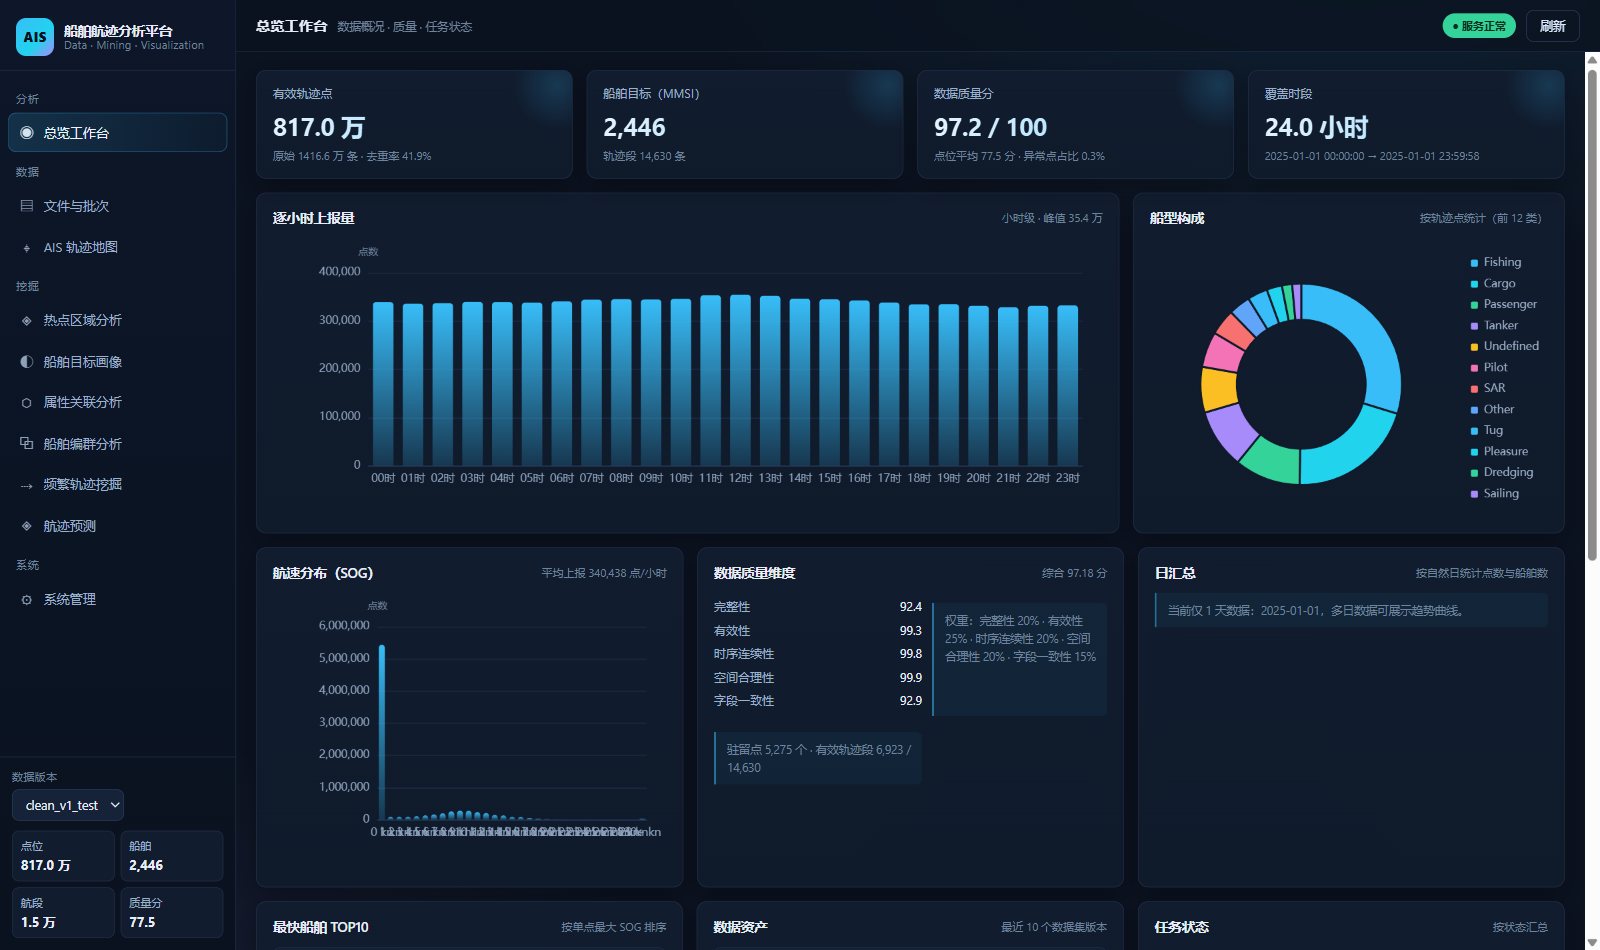 AIS
船舶航迹分析平台
Data · Mining · Visualization
分析
总览工作台
数据
文件与批次
AIS 轨迹地图
挖掘
热点区域分析
船舶目标画像
属性关联分析
船舶编群分析
频繁轨迹挖掘
航迹预测
系统
系统管理
数据版本
clean_v1_test
点位
817.0 万
船舶
2,446
航段
1.5 万
质量分
77.5
总览工作台 数据概况 · 质量 · 任务状态
服务正常
刷新
有效轨迹点
817.0 万
原始 1416.6 万 条 · 去重率 41.9%
船舶目标（MMSI）
2,446
轨迹段 14,630 条
数据质量分
97.2 / 100
点位平均 77.5 分 · 异常点占比 0.3%
覆盖时段
24.0 小时
2025-01-01 00:00:00 → 2025-01-01 23:59:58
逐小时上报量
小时级 · 峰值 35.4 万
点数
400,000
300,000
200,000
100,000
0
00时 01时 02时 03时 04时 05时 06时 07时 08时 09时 10时 11时 12时 13时 14时 15时 16时 17时 18时 19时 20时 21时 22时 23时
船型构成
按轨迹点统计（前 12 类）
Fishing
Cargo
Passenger
Tanker
Undefined
Pilot
SAR
Other
Tug
Pleasure
Dredging
Sailing
航速分布（SOG）
平均上报 340,438 点/小时
点数
6,000,000
5,000,000
4,000,000
3,000,000
2,000,000
1,000,000
0
数据质量维度
综合 97.18 分
完整性 92.4
有效性 99.3
时序连续性 99.8
空间合理性 99.9
字段一致性 92.9
权重：完整性 20% · 有效性
25% · 时序连续性 20% · 空间
合理性 20% · 字段一致性 15%
驻留点 5,275 个 · 有效轨迹段 6,923 /
14,630
日汇总
按自然日统计点数与船舶数
当前仅 1 天数据：2025-01-01，多日数据可展示趋势曲线。
最快船舶 TOP10
按单点最大 SOG 排序
数据资产
最近 10 个数据集版本
任务状态
按状态汇总